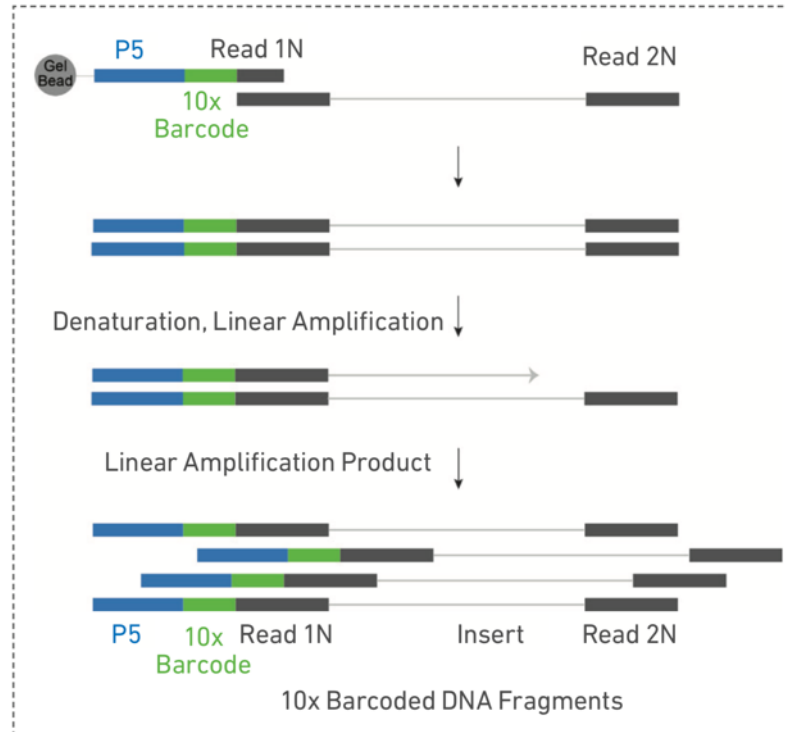 P5
Read 1N
Read 2N
Gel
Bead
10x
Barcode
Denaturation, Linear Amplification
Linear Amplification Product
P5
10x
Barcode
Read 1N
Insert
Read 2N
10x Barcoded DNA Fragments